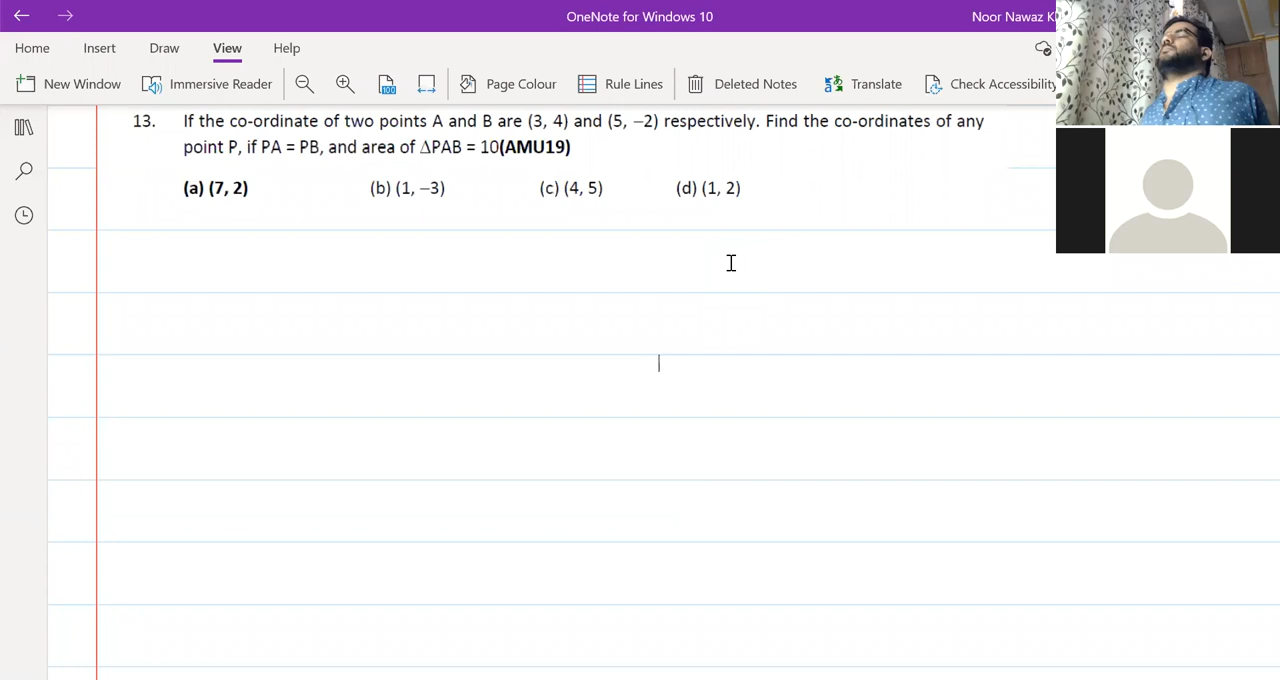 OneNote for Windows 10
Noor Nawaz K
Home Insert Draw View Help
New Window Immersive Reader 100 Page Colour Rule Lines Deleted Notes Translate Check Accessibility
13. If the co-ordinate of two points A and B are (3, 4) and (5, −2) respectively. Find the co-ordinates of any
point P, if PA = PB, and area of ΔPAB = 10(AMU19)
(a) (7, 2) (b) (1, −3) (c) (4, 5) (d) (1, 2)